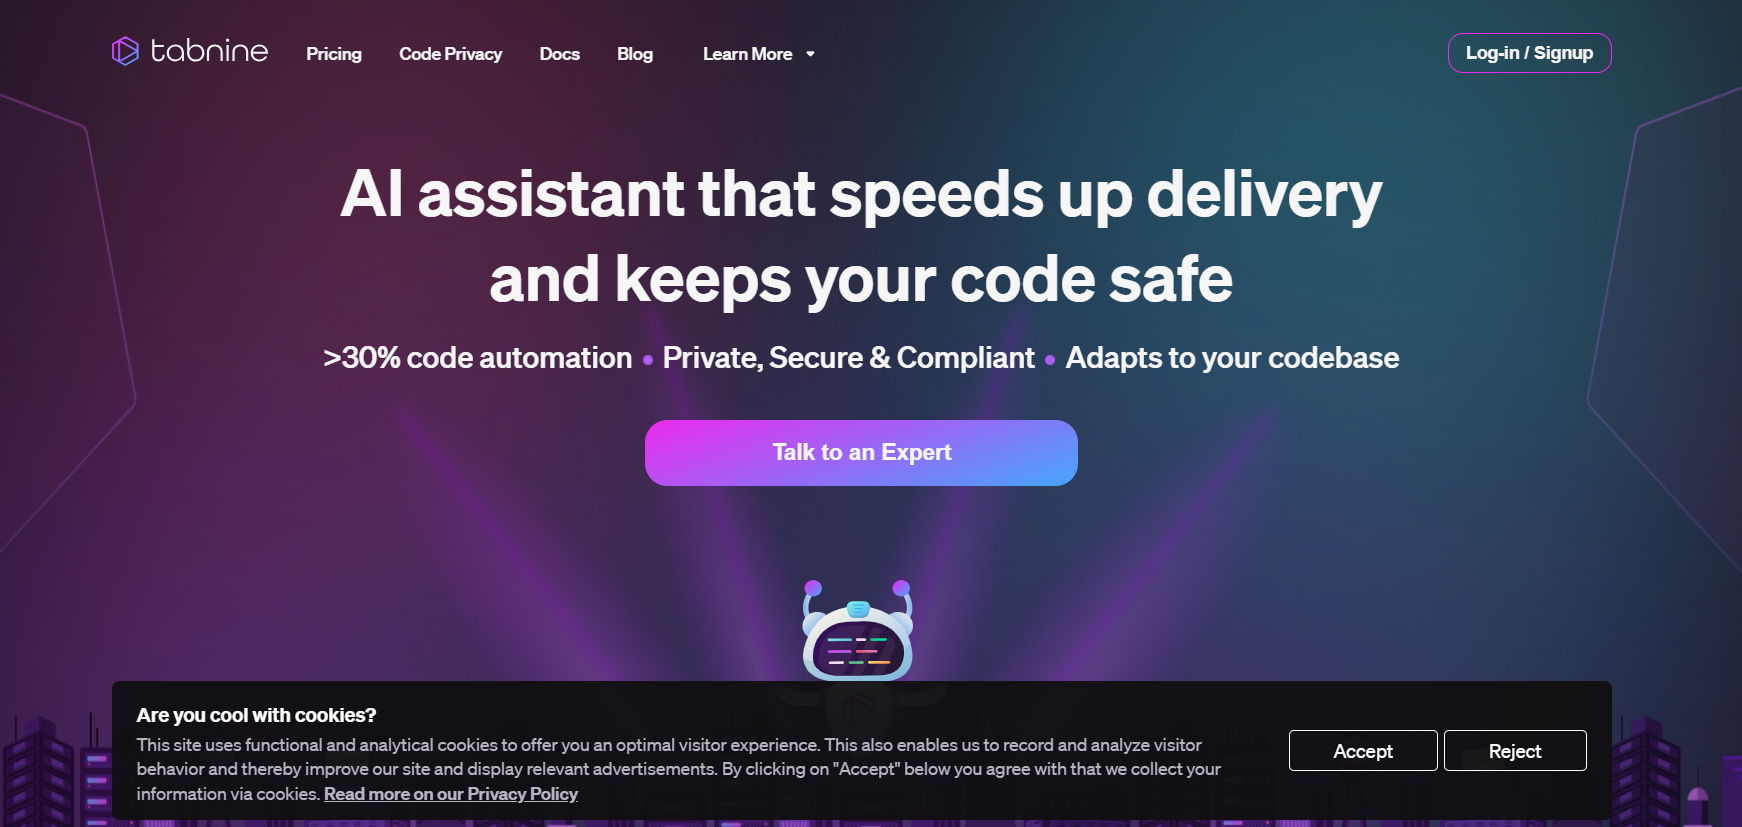 tabnine
Pricing
Code Privacy
Docs
Blog
Learn More
Log-in / Signup
AI assistant that speeds up delivery
and keeps your code safe
>30% code automation • Private, Secure & Compliant • Adapts to your codebase
Talk to an Expert
Are you cool with cookies?
This site uses functional and analytical cookies to offer you an optimal visitor experience. This also enables us to record and analyze visitor
behavior and thereby improve our site and display relevant advertisements. By clicking on "Accept" below you agree with that we collect your
information via cookies. Read more on our Privacy Policy
Accept
Reject